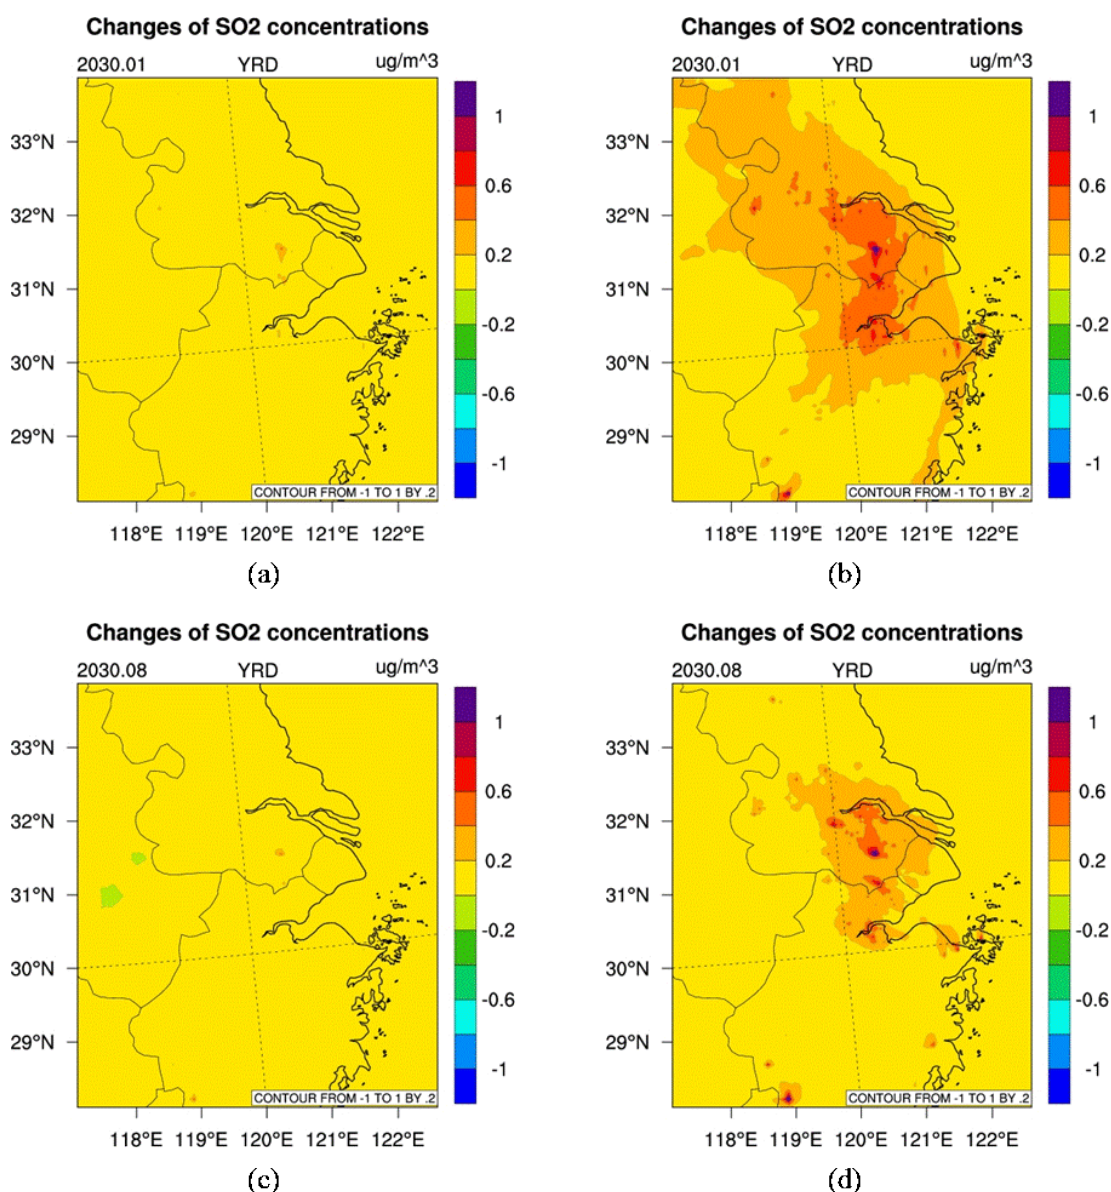 Changes of SO2 concentrations Changes of SO2 concentrations
2030.01 YRD ug/m^3 2030.01 YRD ug/m^3
1 1
33°N 33°N
0.6 0.6
32°N 32°N
0.2 0.2
31°N 31°N
-0.2 -0.2
30°N 30°N
-0.6 -0.6
29°N 29°N
-1 -1
CONTOUR FROM -1 TO 1 BY .2 CONTOUR FROM -1 TO 1 BY .2
118°E 119°E 120°E 121°E 122°E 118°E 119°E 120°E 121°E 122°E
(a) (b)
Changes of SO2 concentrations Changes of SO2 concentrations
2030.08 YRD ug/m^3 2030.08 YRD ug/m^3
1 1
33°N 33°N
0.6 0.6
32°N 32°N
0.2 0.2
31°N 31°N
-0.2 -0.2
30°N 30°N
-0.6 -0.6
29°N 29°N
-1 -1
CONTOUR FROM -1 TO 1 BY .2 CONTOUR FROM -1 TO 1 BY .2
118°E 119°E 120°E 121°E 122°E 118°E 119°E 120°E 121°E 122°E
(c) (d)